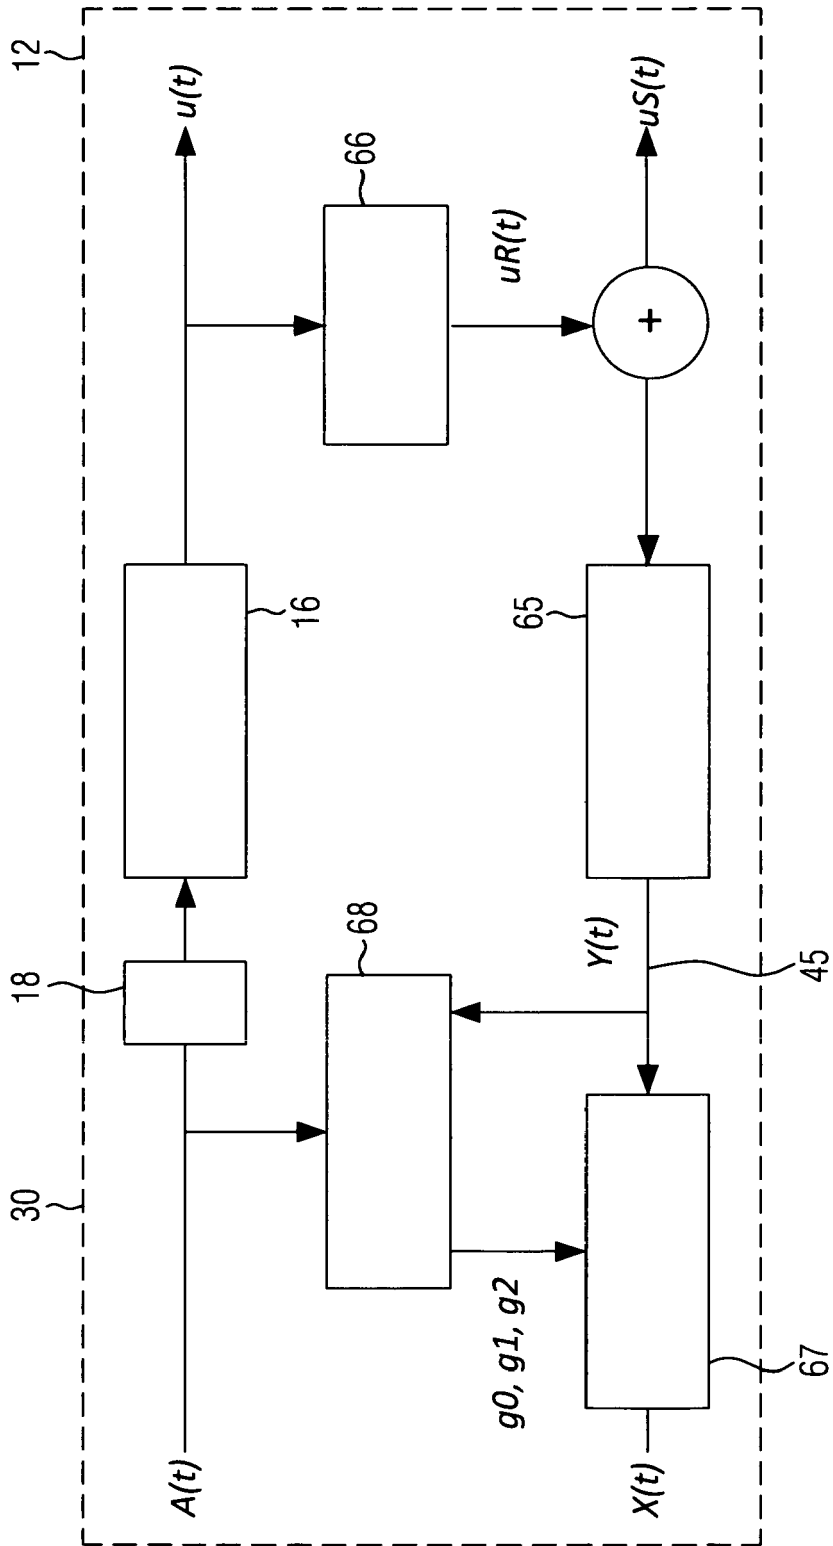 30
12
18
A(t)
u(t)
16
68
66
g0, g1, g2
Y(t)
uR(t)
65
+
X(t)
uS(t)
67
45